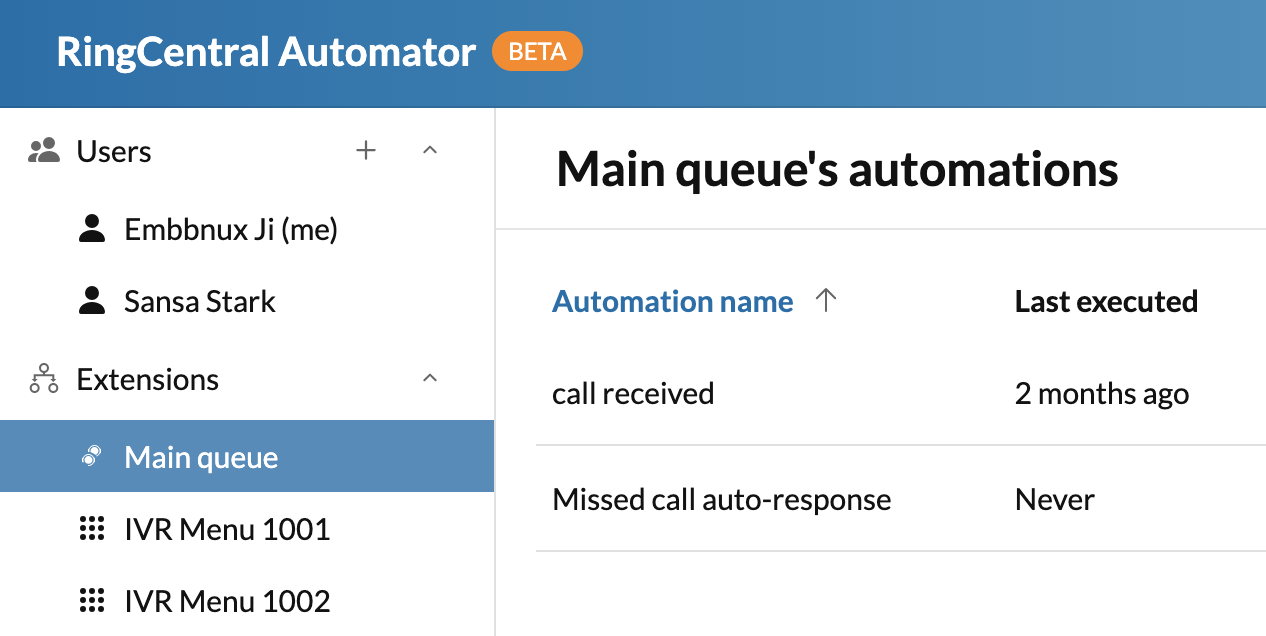 RingCentral Automator BETA
Users
Embbnux Ji (me)
Sansa Stark
Extensions
Main queue
IVR Menu 1001
IVR Menu 1002
Main queue's automations
Automation name Last executed
call received 2 months ago
Missed call auto-response Never